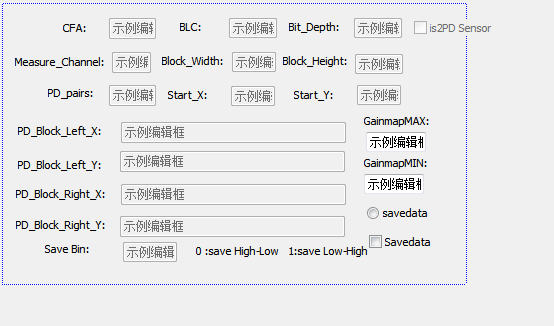 CFA: 示例编辑 BLC: 示例编辑 Bit_Depth: 示例编辑 is2PD Sensor
Measure_Channel: 示例编 Block_Width: 示例编 Block_Height: 示例编辑
PD_pairs: 示例编辑 Start_X: 示例编 Start_Y: 示例编
GainmapMAX:
PD_Block_Left_X: 示例编辑框
示例编辑框
PD_Block_Left_Y: 示例编辑框
GainmapMIN:
示例编辑框
PD_Block_Right_X: 示例编辑框
savedata
PD_Block_Right_Y: 示例编辑框
Savedata
Save Bin: 示例编辑 0 :save High-Low 1:save Low-High